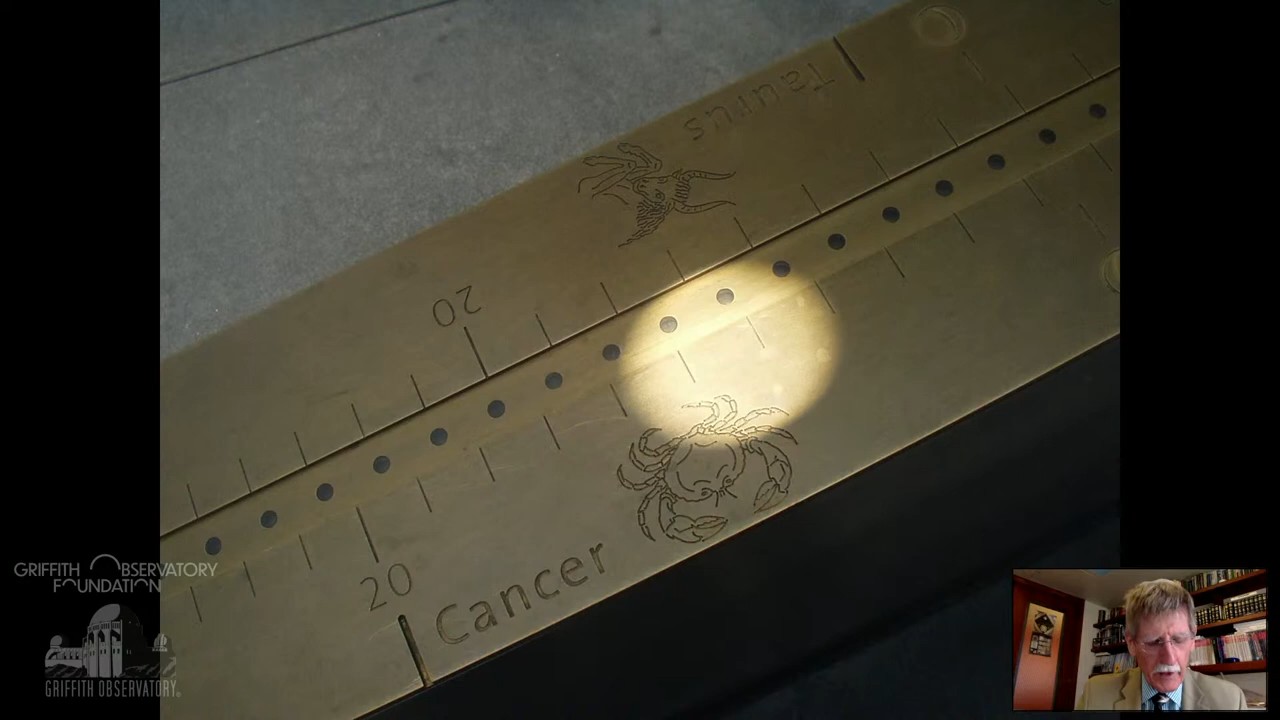 Taurus
20
20
Cancer
GRIFFITH OBSERVATORY
FOUNDATION
GRIFFITH OBSERVATORY